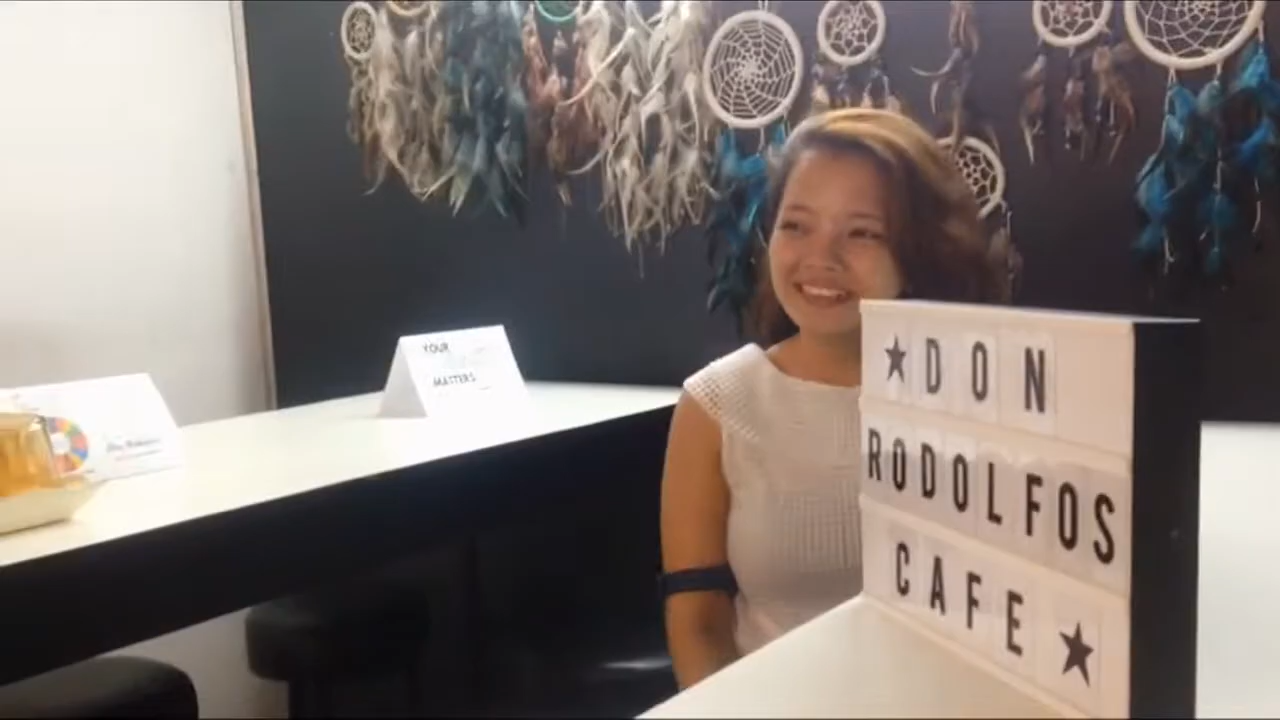 YOUR
MATTERS
★ DON
RODOLFOS
CAFE ★